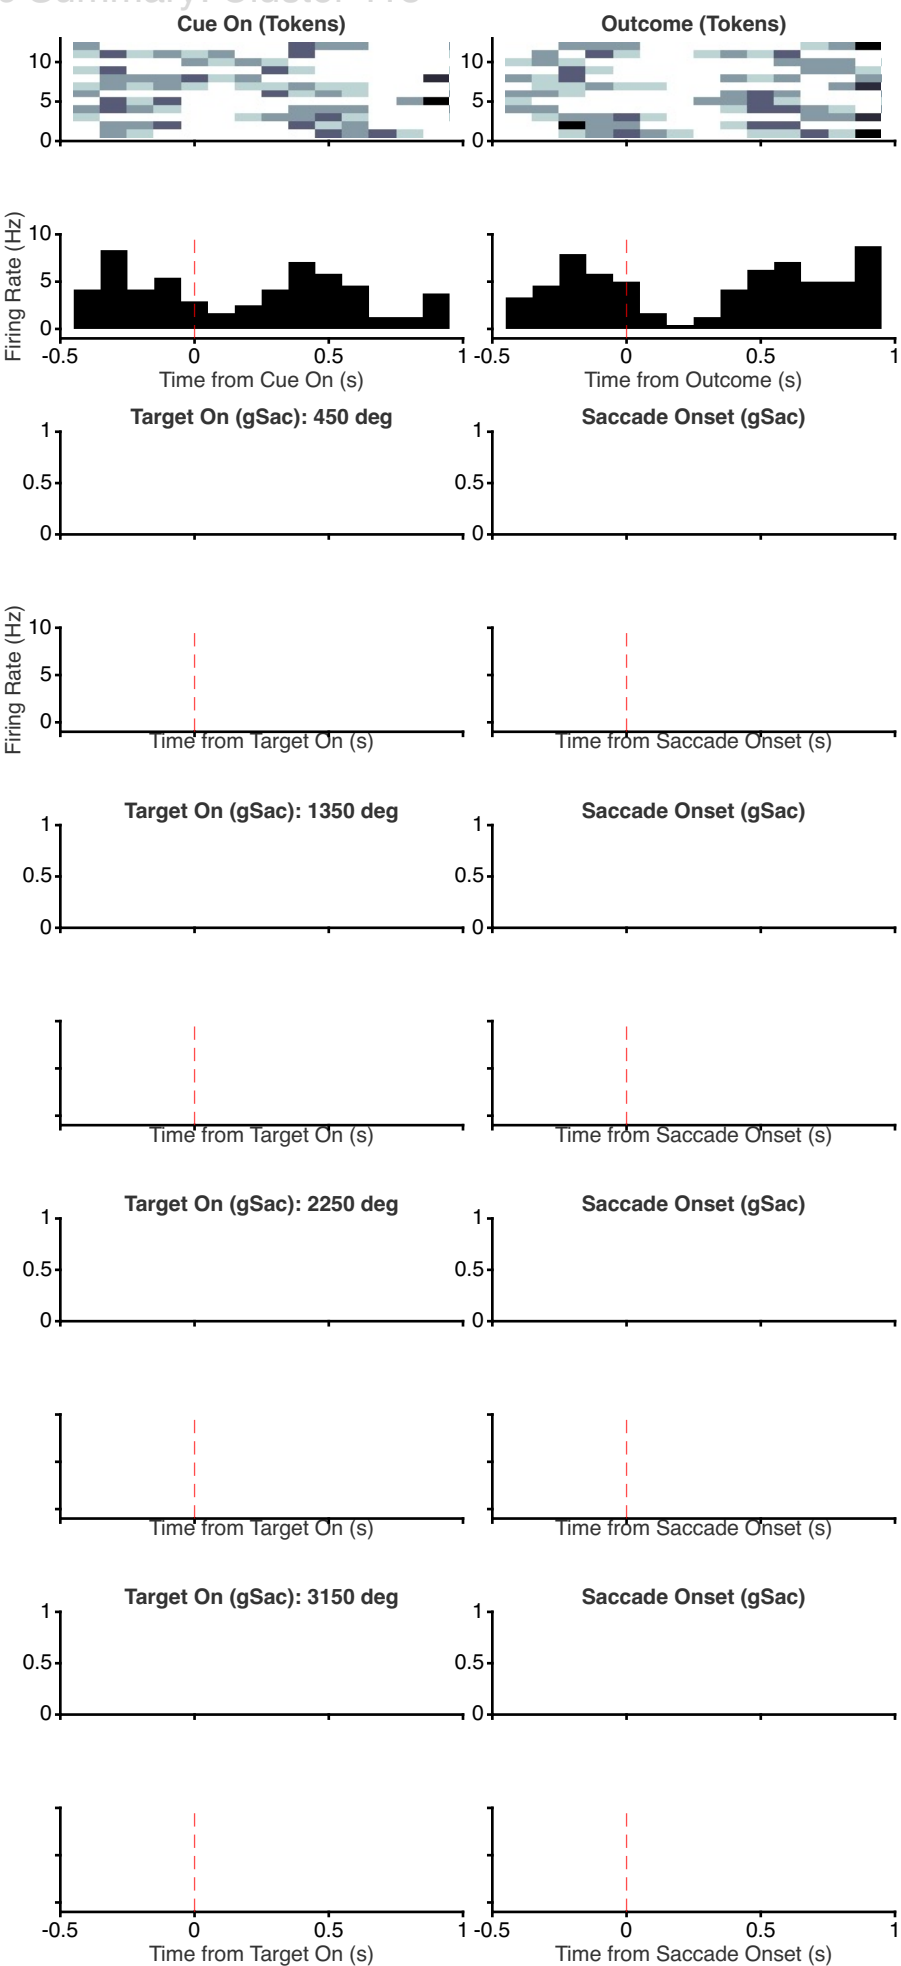 Summary: Cluster
Cue On (Tokens) Outcome (Tokens)
10 10
5 5
0 0
Firing Rate (Hz)
10
5
0
-0.5 0 0.5 1 -0.5 0 0.5 1
Time from Cue On (s) Time from Outcome (s)
Target On (gSac): 450 deg Saccade Onset (gSac)
1 1
0.5 0.5
0 0
Firing Rate (Hz)
10
5
0
Time from Target On (s) Time from Saccade Onset (s)
Target On (gSac): 1350 deg Saccade Onset (gSac)
1 1
0.5 0.5
0 0
Time from Target On (s) Time from Saccade Onset (s)
Target On (gSac): 2250 deg Saccade Onset (gSac)
1 1
0.5 0.5
0 0
Time from Target On (s) Time from Saccade Onset (s)
Target On (gSac): 3150 deg Saccade Onset (gSac)
1 1
0.5 0.5
0 0
-0.5 0 0.5 1 -0.5 0 0.5 1
Time from Target On (s) Time from Saccade Onset (s)